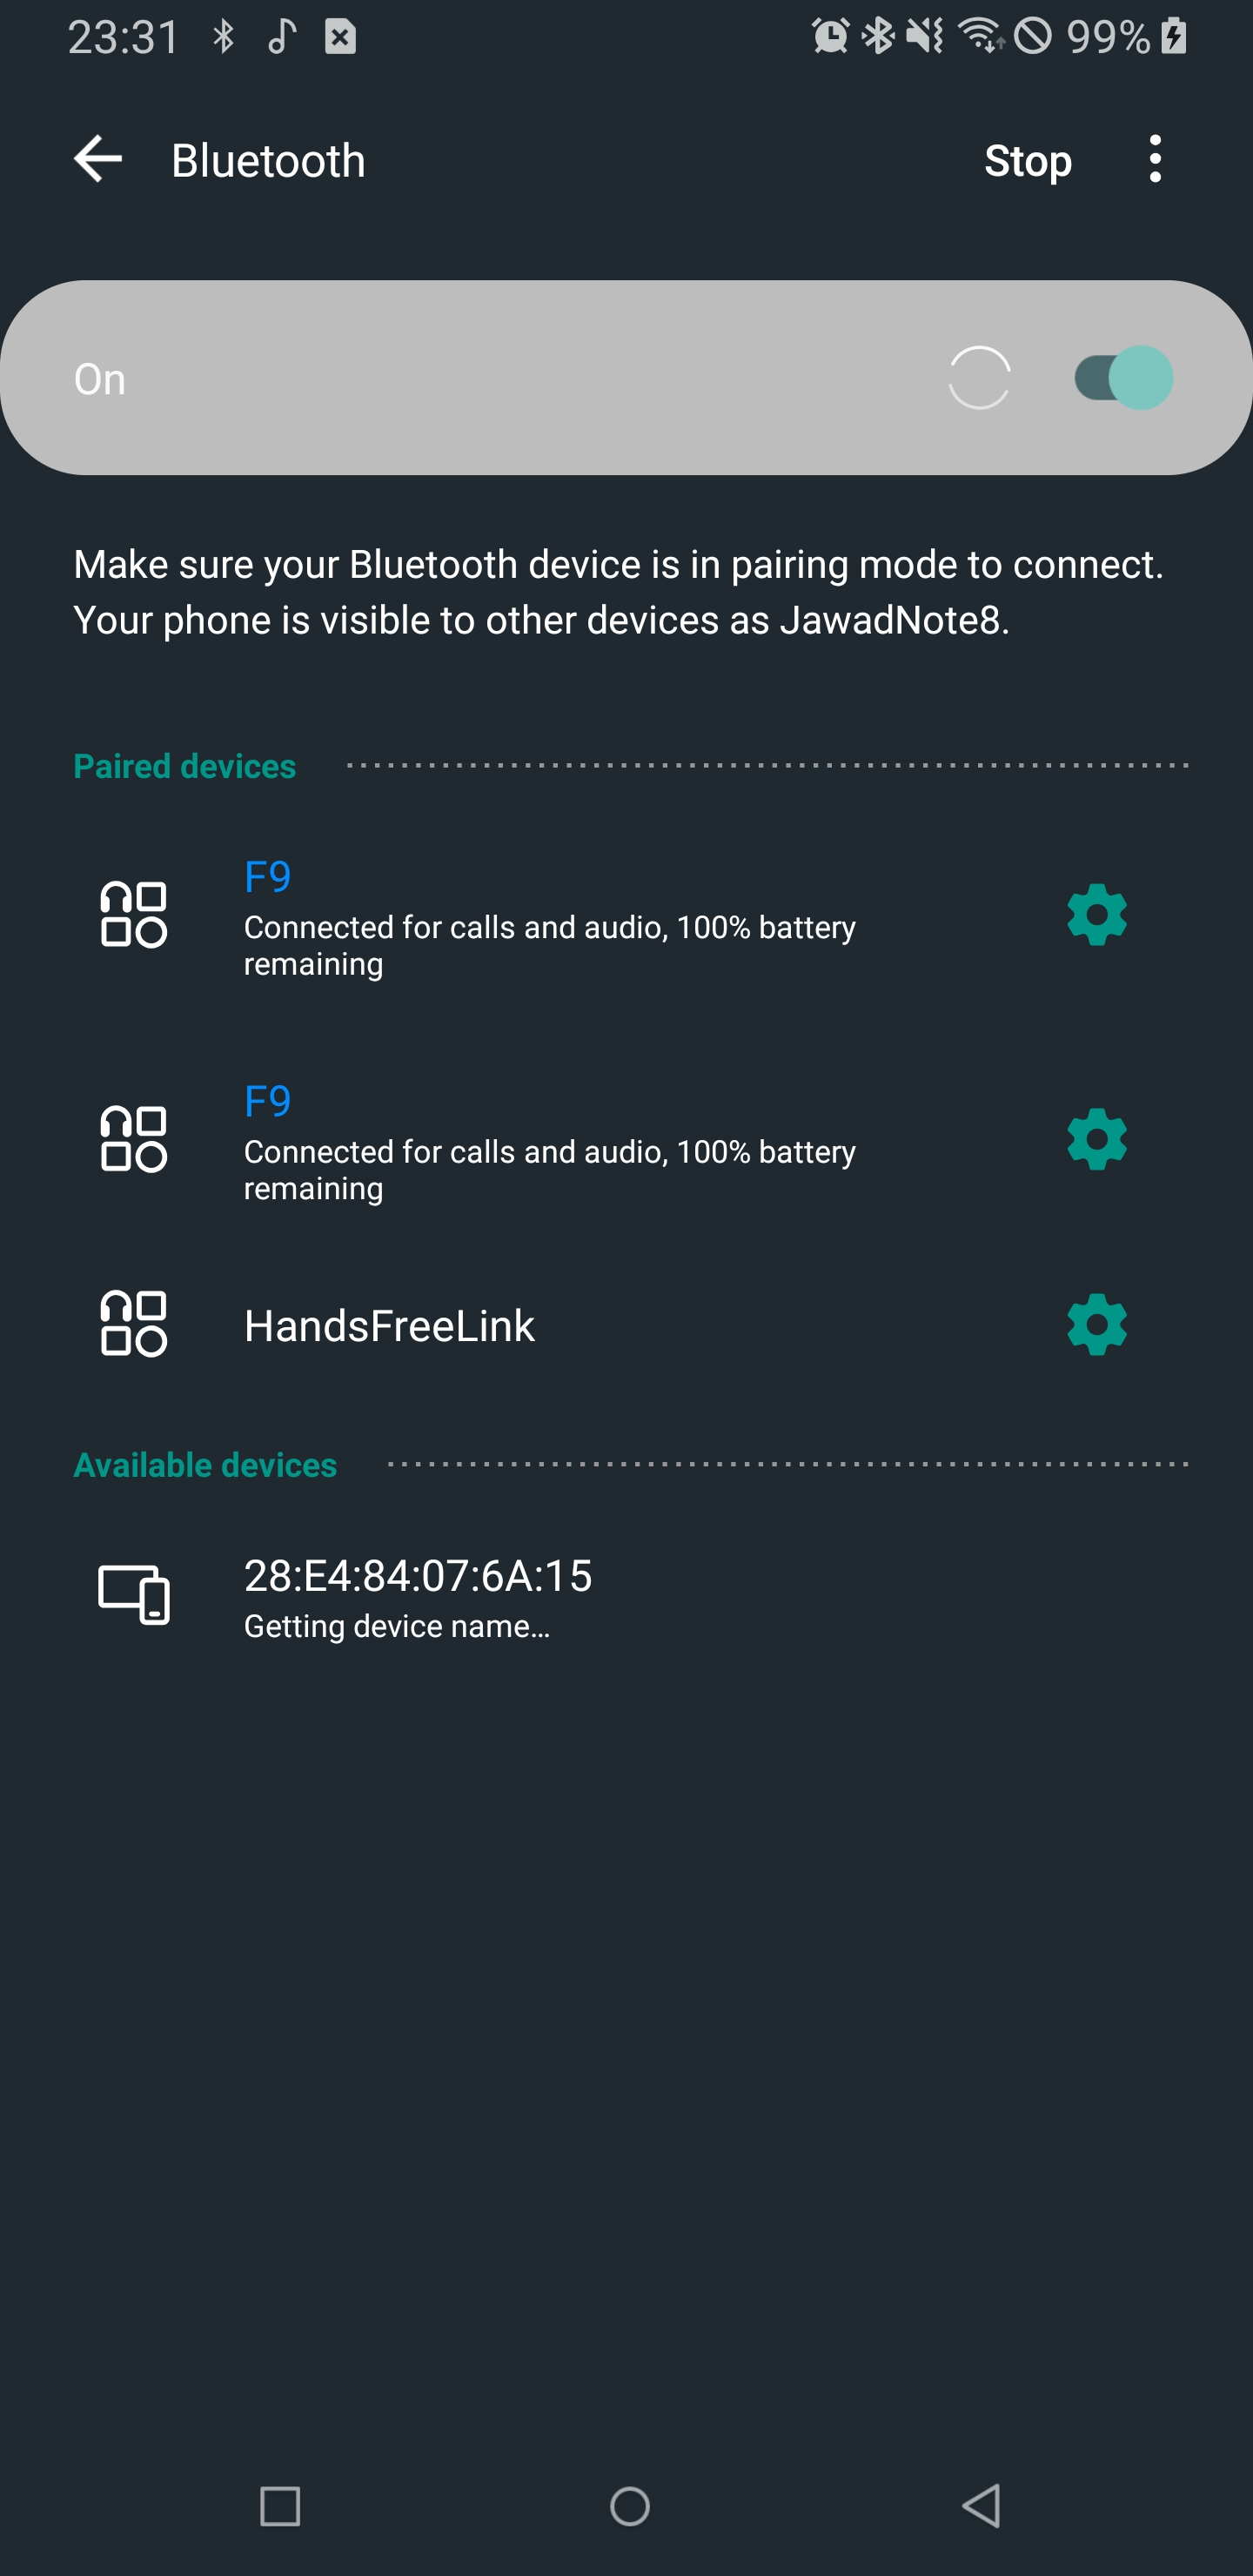 23:31
99%
Bluetooth
Stop
On
Make sure your Bluetooth device is in pairing mode to connect.
Your phone is visible to other devices as JawadNote8.
Paired devices
F9
Connected for calls and audio, 100% battery
remaining
F9
Connected for calls and audio, 100% battery
remaining
HandsFreeLink
Available devices
28:E4:84:07:6A:15
Getting device name…